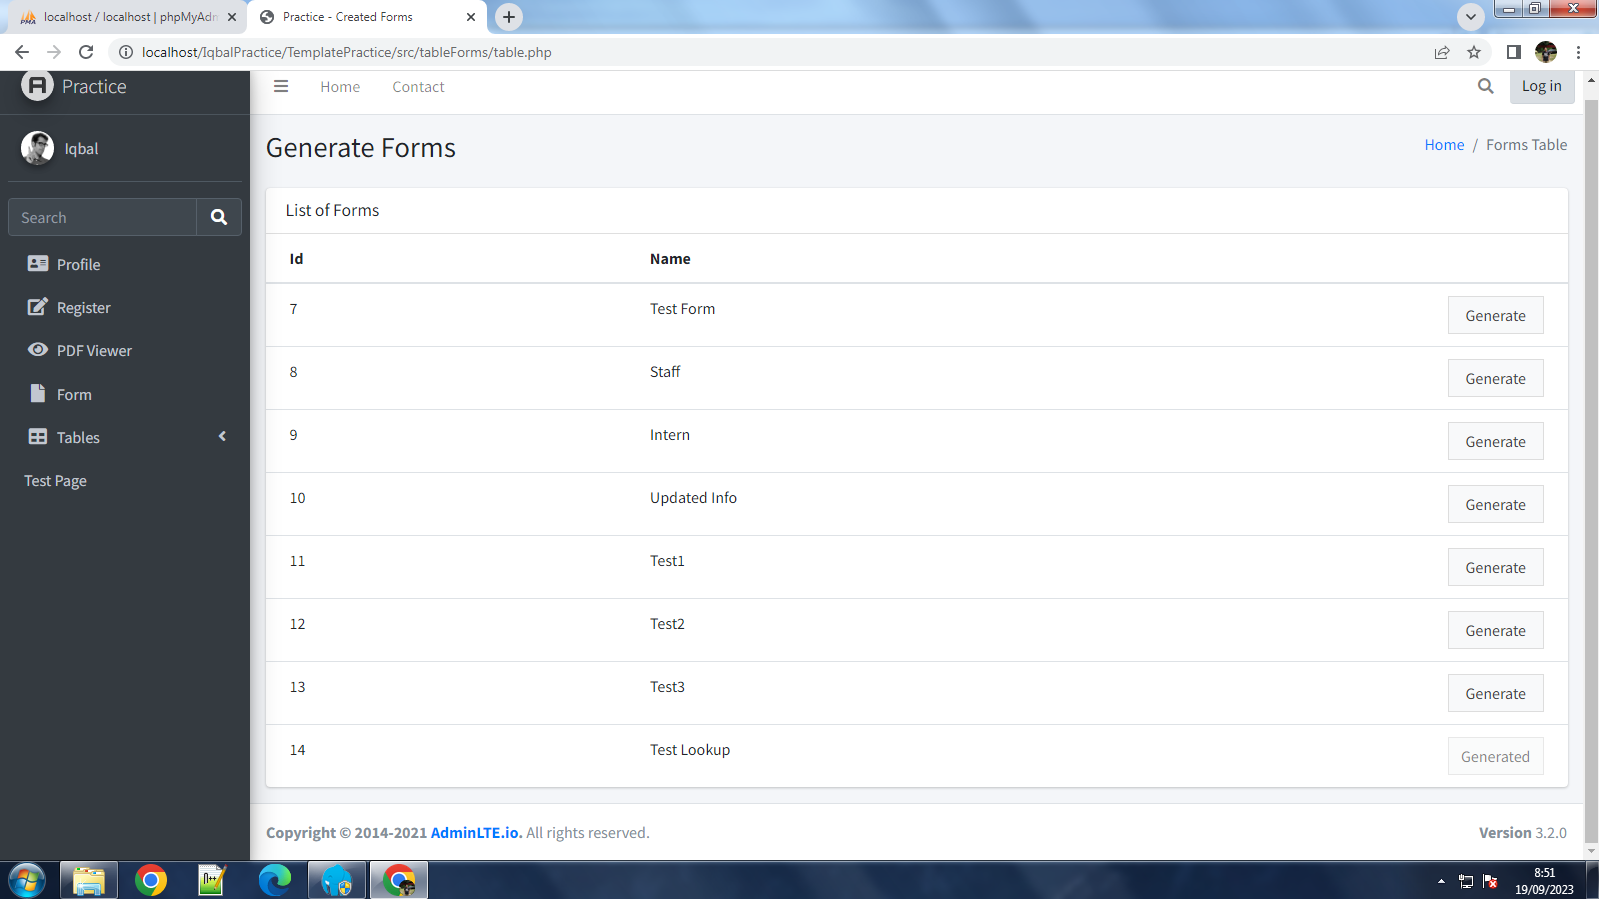 localhost / localhost | phpMyAdm
Practice - Created Forms
localhost/IqbalPractice/TemplatePractice/src/tableForms/table.php
Practice
Home
Contact
Log in
Iqbal
Generate Forms
Home / Forms Table
Search
List of Forms
Id Name
Profile
7 Test Form Generate
Register
PDF Viewer
8 Staff Generate
Form
Tables
9 Intern Generate
Test Page
10 Updated Info Generate
11 Test1 Generate
12 Test2 Generate
13 Test3 Generate
14 Test Lookup Generated
Copyright © 2014-2021 AdminLTE.io. All rights reserved.
Version 3.2.0
8:51
19/09/2023